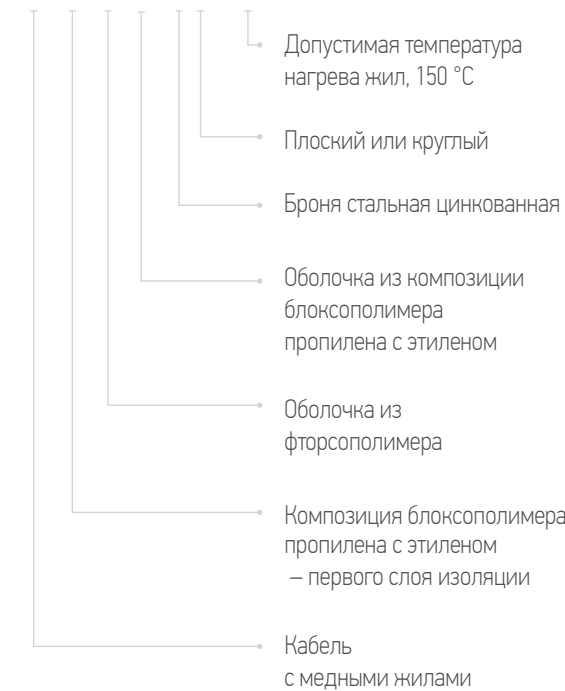 Допустимая температура
нагрева жил, 150 °С
Плоский или круглый
Броня стальная цинкованная
Оболочка из композиции
блоксополимера
пропилена с этиленом
Оболочка из
фторсополимера
Композиция блоксополимера
пропилена с этиленом
– первого слоя изоляции
Кабель
с медными жилами